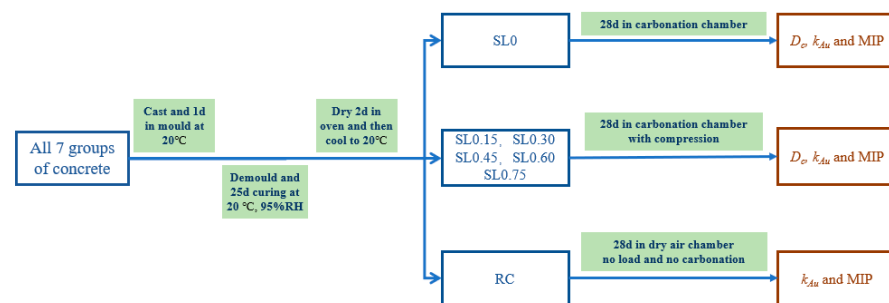 All 7 groups
of concrete
Cast and 1d
in mould at
20℃
Demould and
25d curing at
20 ℃, 95%RH
Dry 2d in
oven and then
cool to 20℃
SL0
28d in carbonation chamber
Dc, kAu and MIP
SL0.15、SL0.30
SL0.45、SL0.60
SL0.75
28d in carbonation chamber
with compression
Dc, kAu and MIP
RC
28d in dry air chamber
no load and no carbonation
kAu and MIP